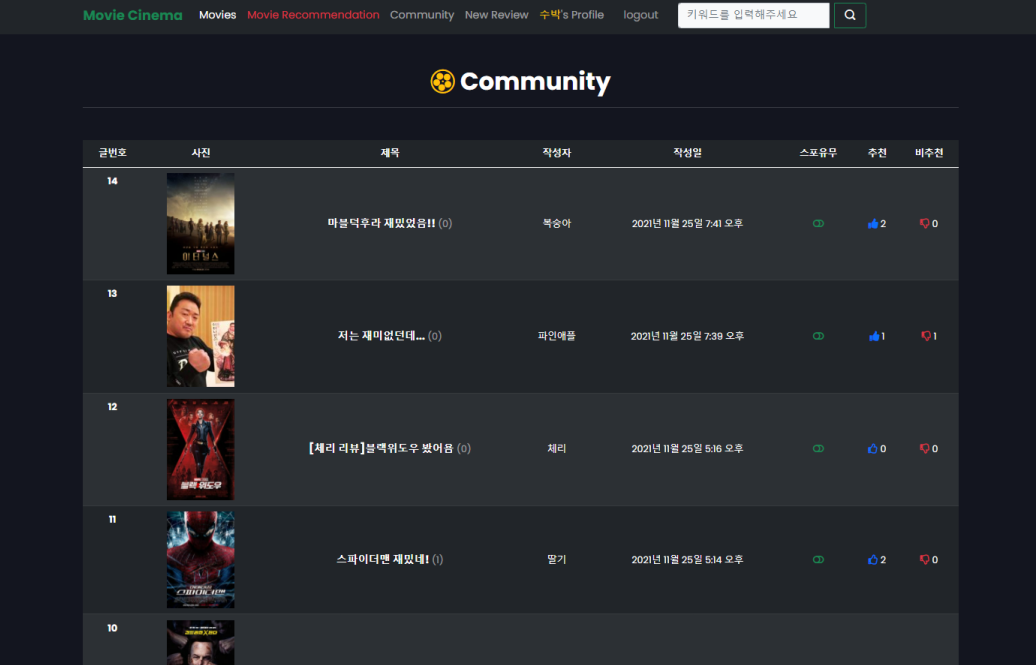 Movie Cinema Movies Movie Recommendation Community New Review 수박's Profile logout 키워드를 입력해주세요
Community
글번호 사진 제목 작성자 작성일 스포유무 추천 비추천
14 마블덕후라 재밌었음!! (0) 복숭아 2021년 11월 25일 7:41 오후 2 0
이터널스
13 저는 재미없던데... (0) 파인애플 2021년 11월 25일 7:39 오후 1 1
12 [체리 리뷰]블랙위도우 봤어욤 (0) 체리 2021년 11월 25일 5:16 오후 0 0
블랙 위도우
11 스파이더맨 재밌네! (1) 딸기 2021년 11월 25일 5:14 오후 2 0
스파이더맨
10